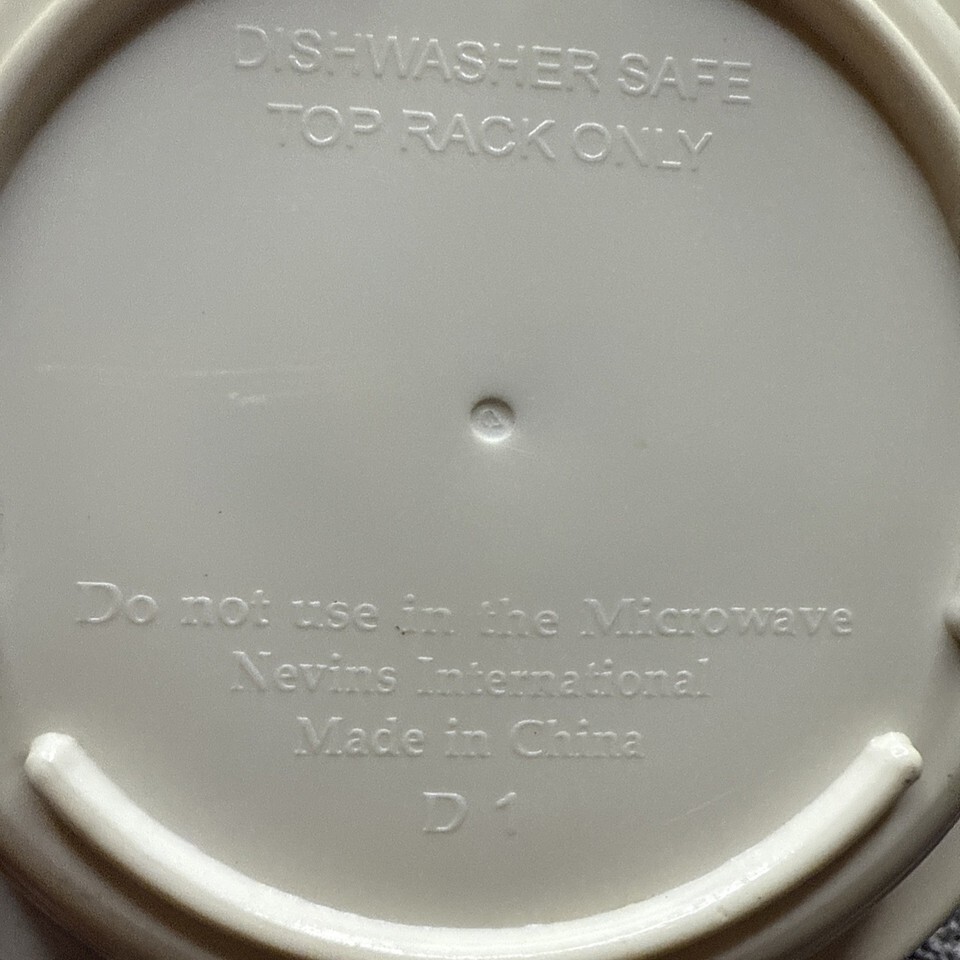 DISHWASHER SAFE
TOP RACK ONLY
Do not use in the Microwave
Nevins International
Made in China
D 1